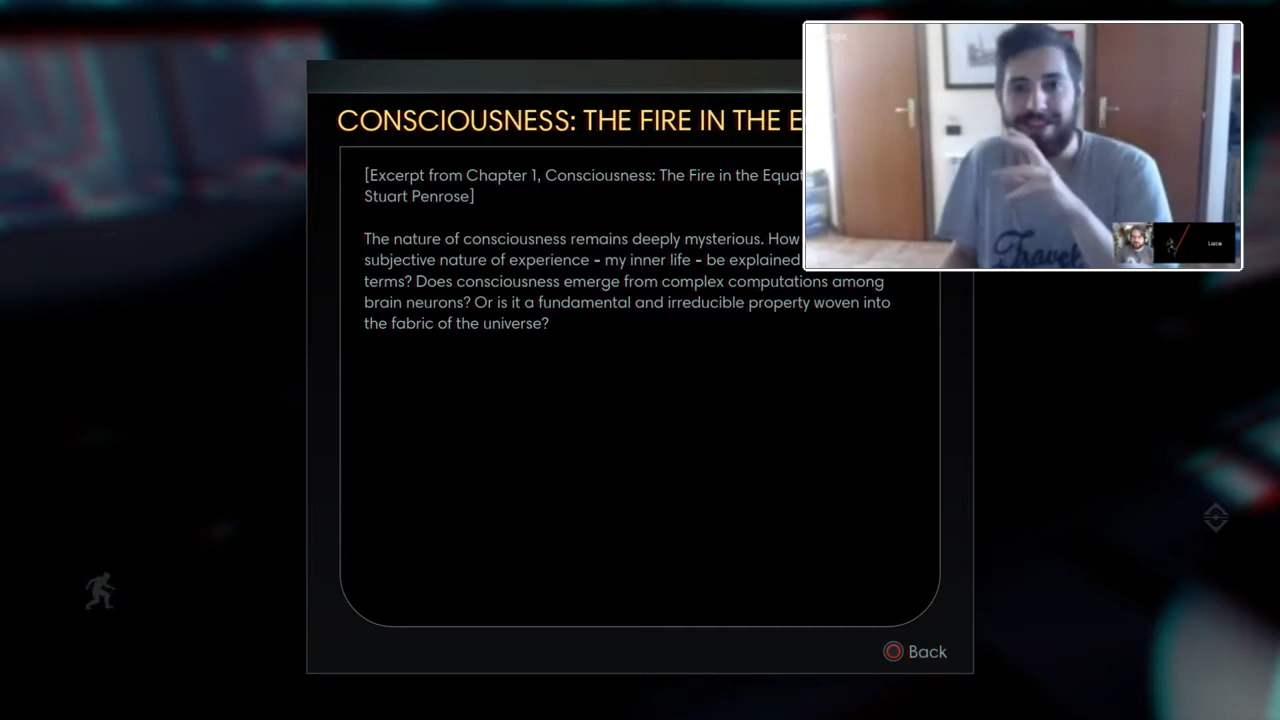 CONSCIOUSNESS: THE FIRE IN THE E
[Excerpt from Chapter 1, Consciousness: The Fire in the Equat
Stuart Penrose]
The nature of consciousness remains deeply mysterious. How
subjective nature of experience - my inner life - be explained
terms? Does consciousness emerge from complex computations among
brain neurons? Or is it a fundamental and irreducible property woven into
the fabric of the universe?
Back
Travel
Luca